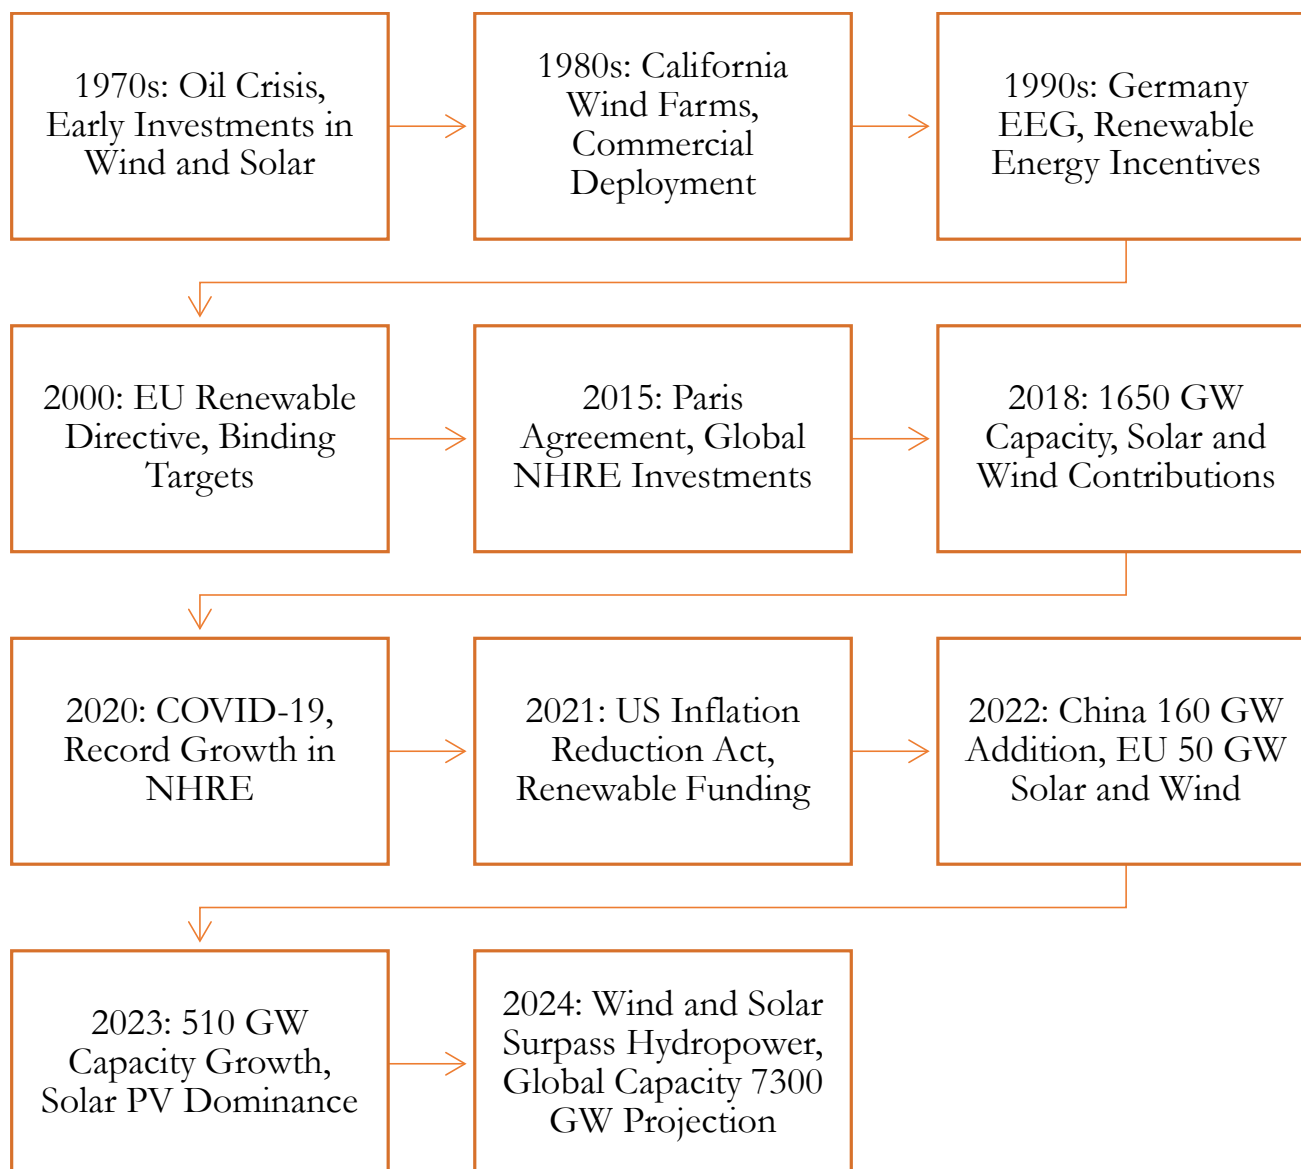 1970s: Oil Crisis,
Early Investments in
Wind and Solar
1980s: California
Wind Farms,
Commercial
Deployment
1990s: Germany
EEG, Renewable
Energy Incentives
2000: EU Renewable
Directive, Binding
Targets
2015: Paris
Agreement, Global
NHRE Investments
2018: 1650 GW
Capacity, Solar and
Wind Contributions
2020: COVID-19,
Record Growth in
NHRE
2021: US Inflation
Reduction Act,
Renewable Funding
2022: China 160 GW
Addition, EU 50 GW
Solar and Wind
2023: 510 GW
Capacity Growth,
Solar PV Dominance
2024: Wind and Solar
Surpass Hydropower,
Global Capacity 7300
GW Projection